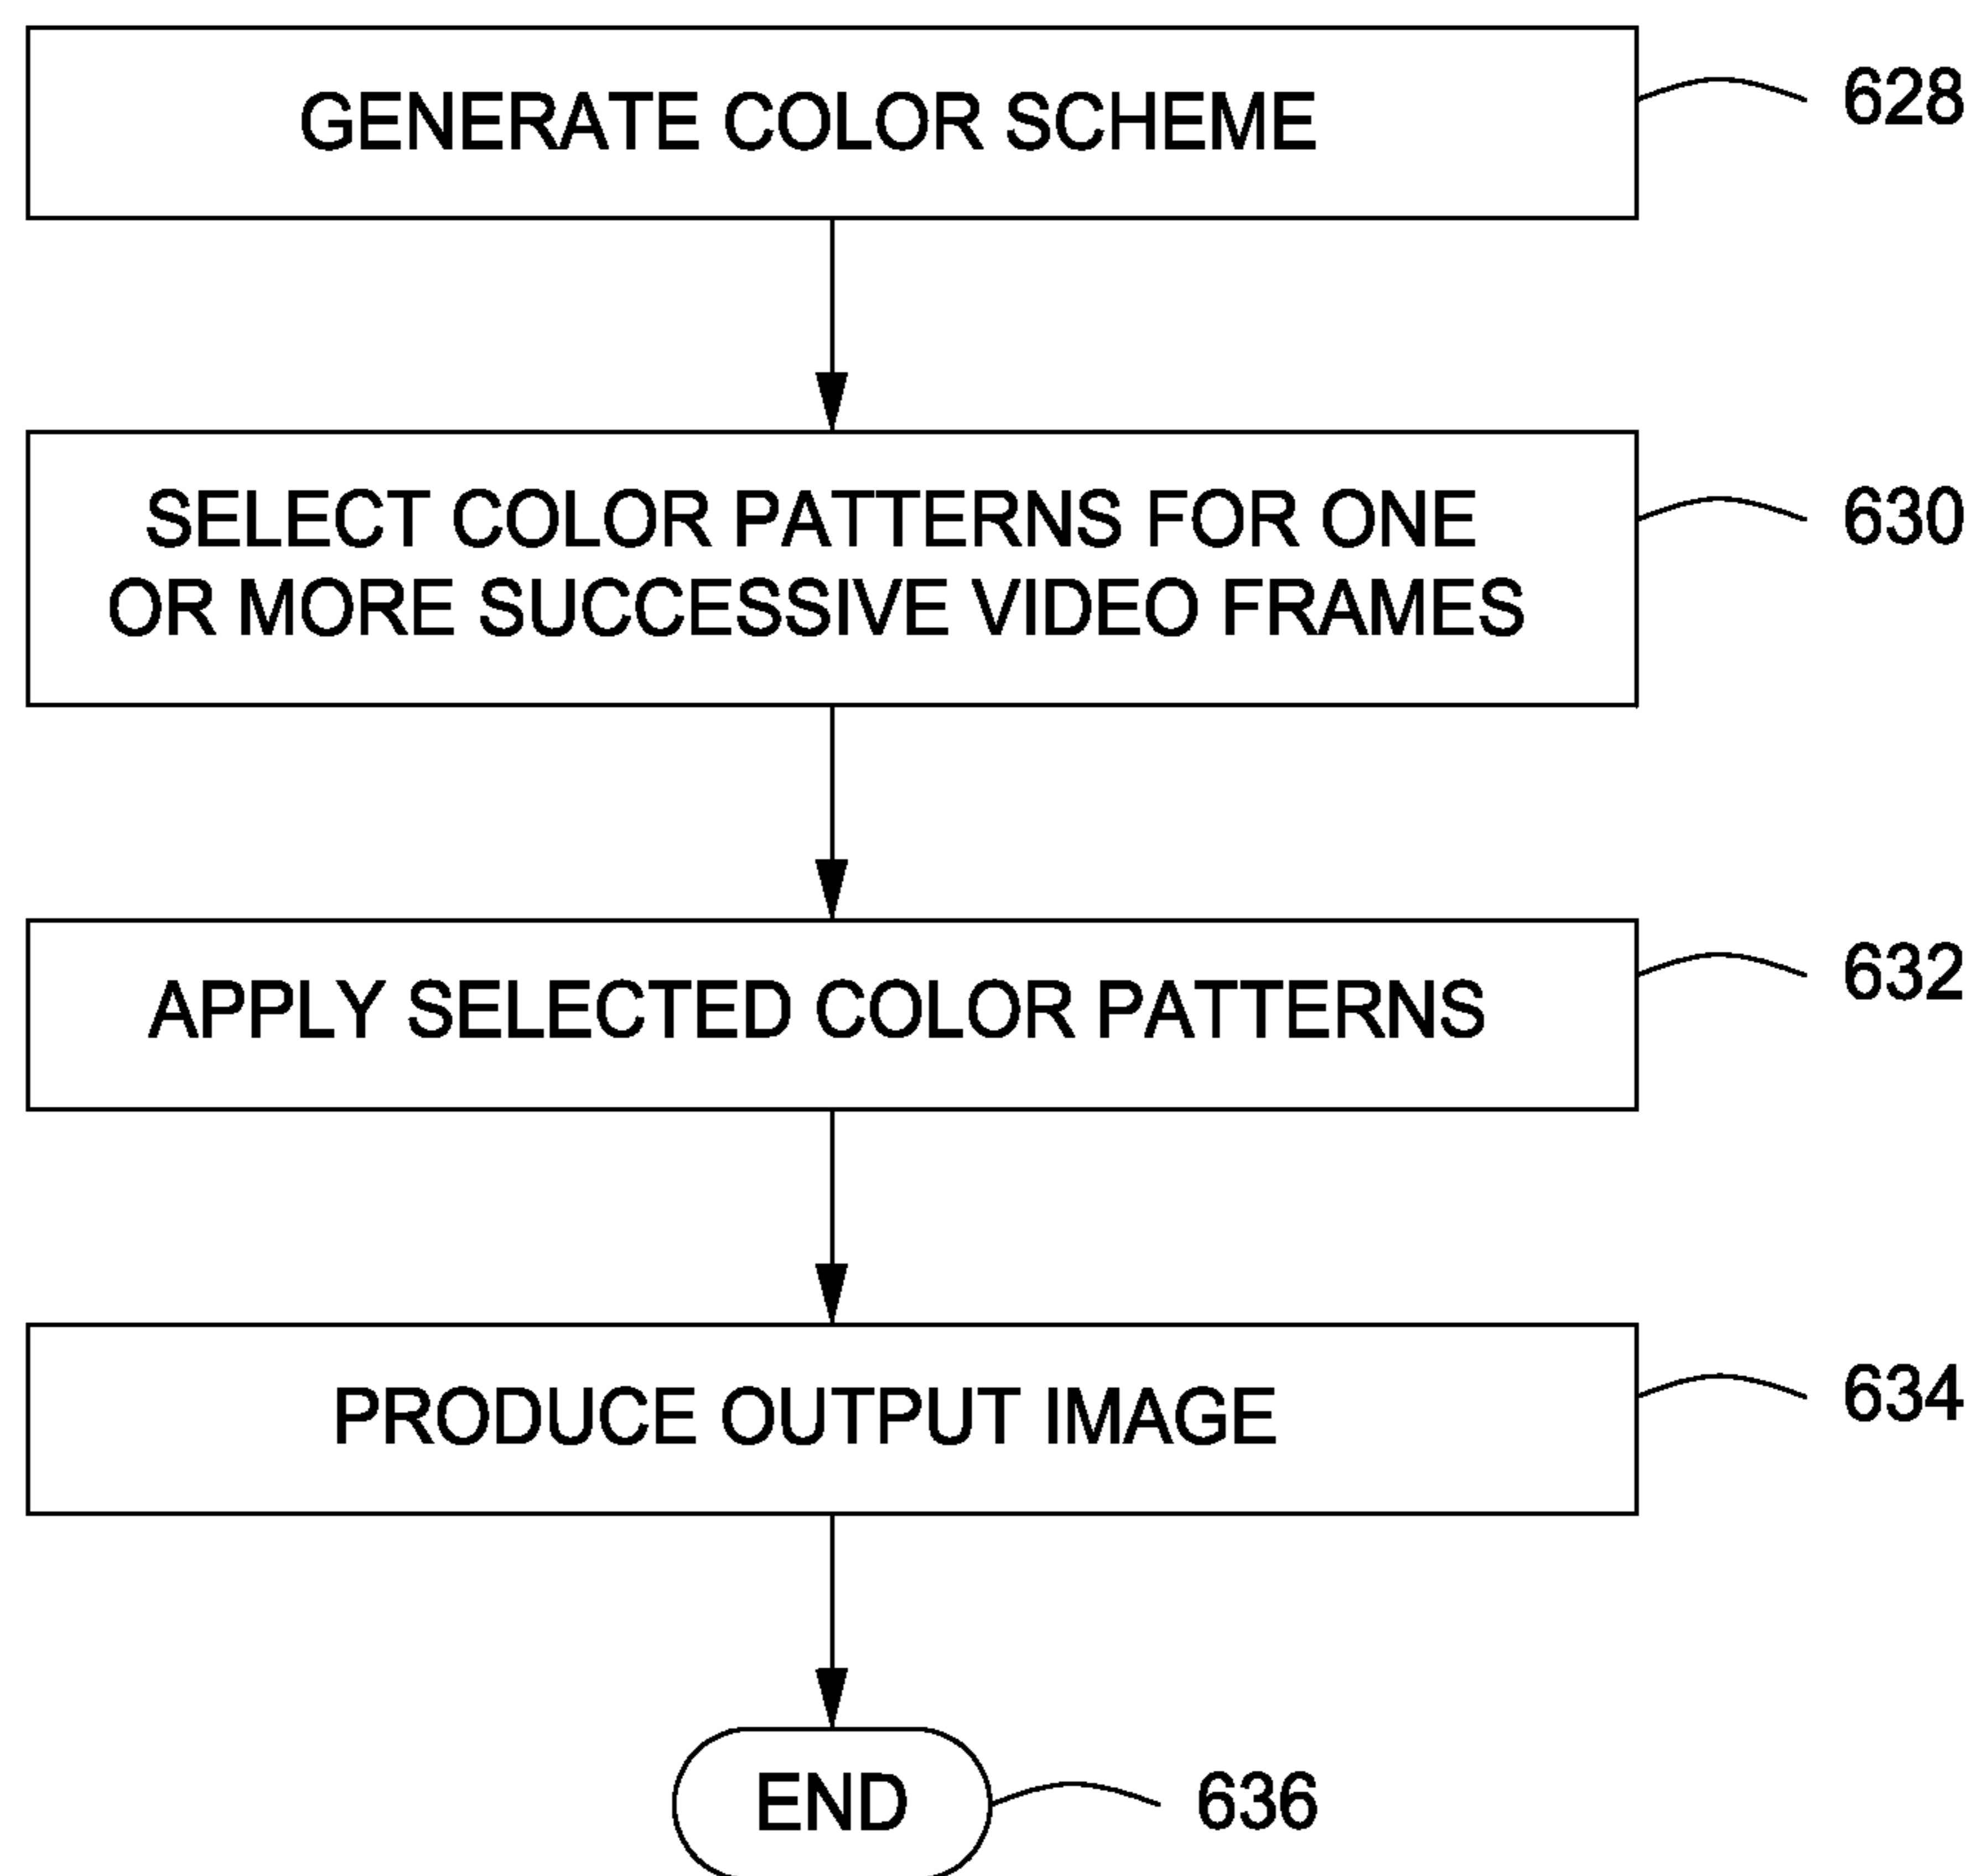 GENERATE COLOR SCHEME
628
SELECT COLOR PATTERNS FOR ONE
OR MORE SUCCESSIVE VIDEO FRAMES
630
APPLY SELECTED COLOR PATTERNS
632
PRODUCE OUTPUT IMAGE
634
END
636